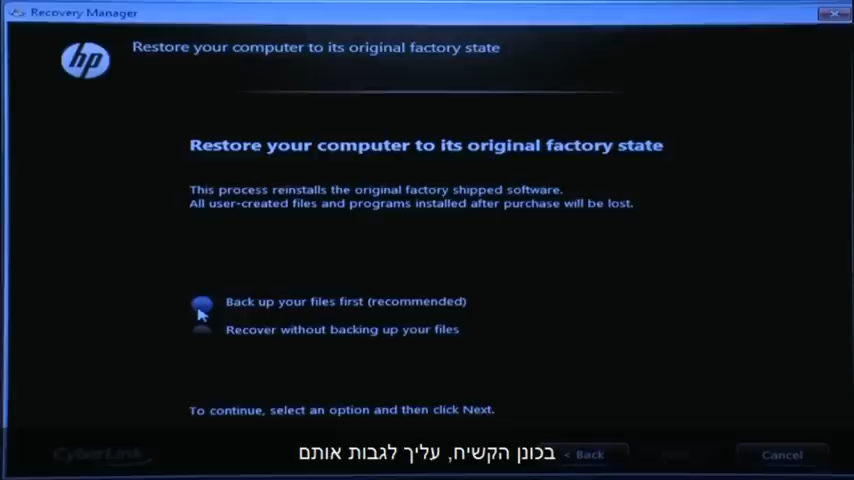 Recovery Manager
hp
Restore your computer to its original factory state
Restore your computer to its original factory state
This process reinstalls the original factory shipped software.
All user-created files and programs installed after purchase will be lost.
Back up your files first (recommended)
Recover without backing up your files
To continue, select an option and then click Next.
CyberLink
בכונן הקשיח, עליך לגבות אותם
< Back
Cancel